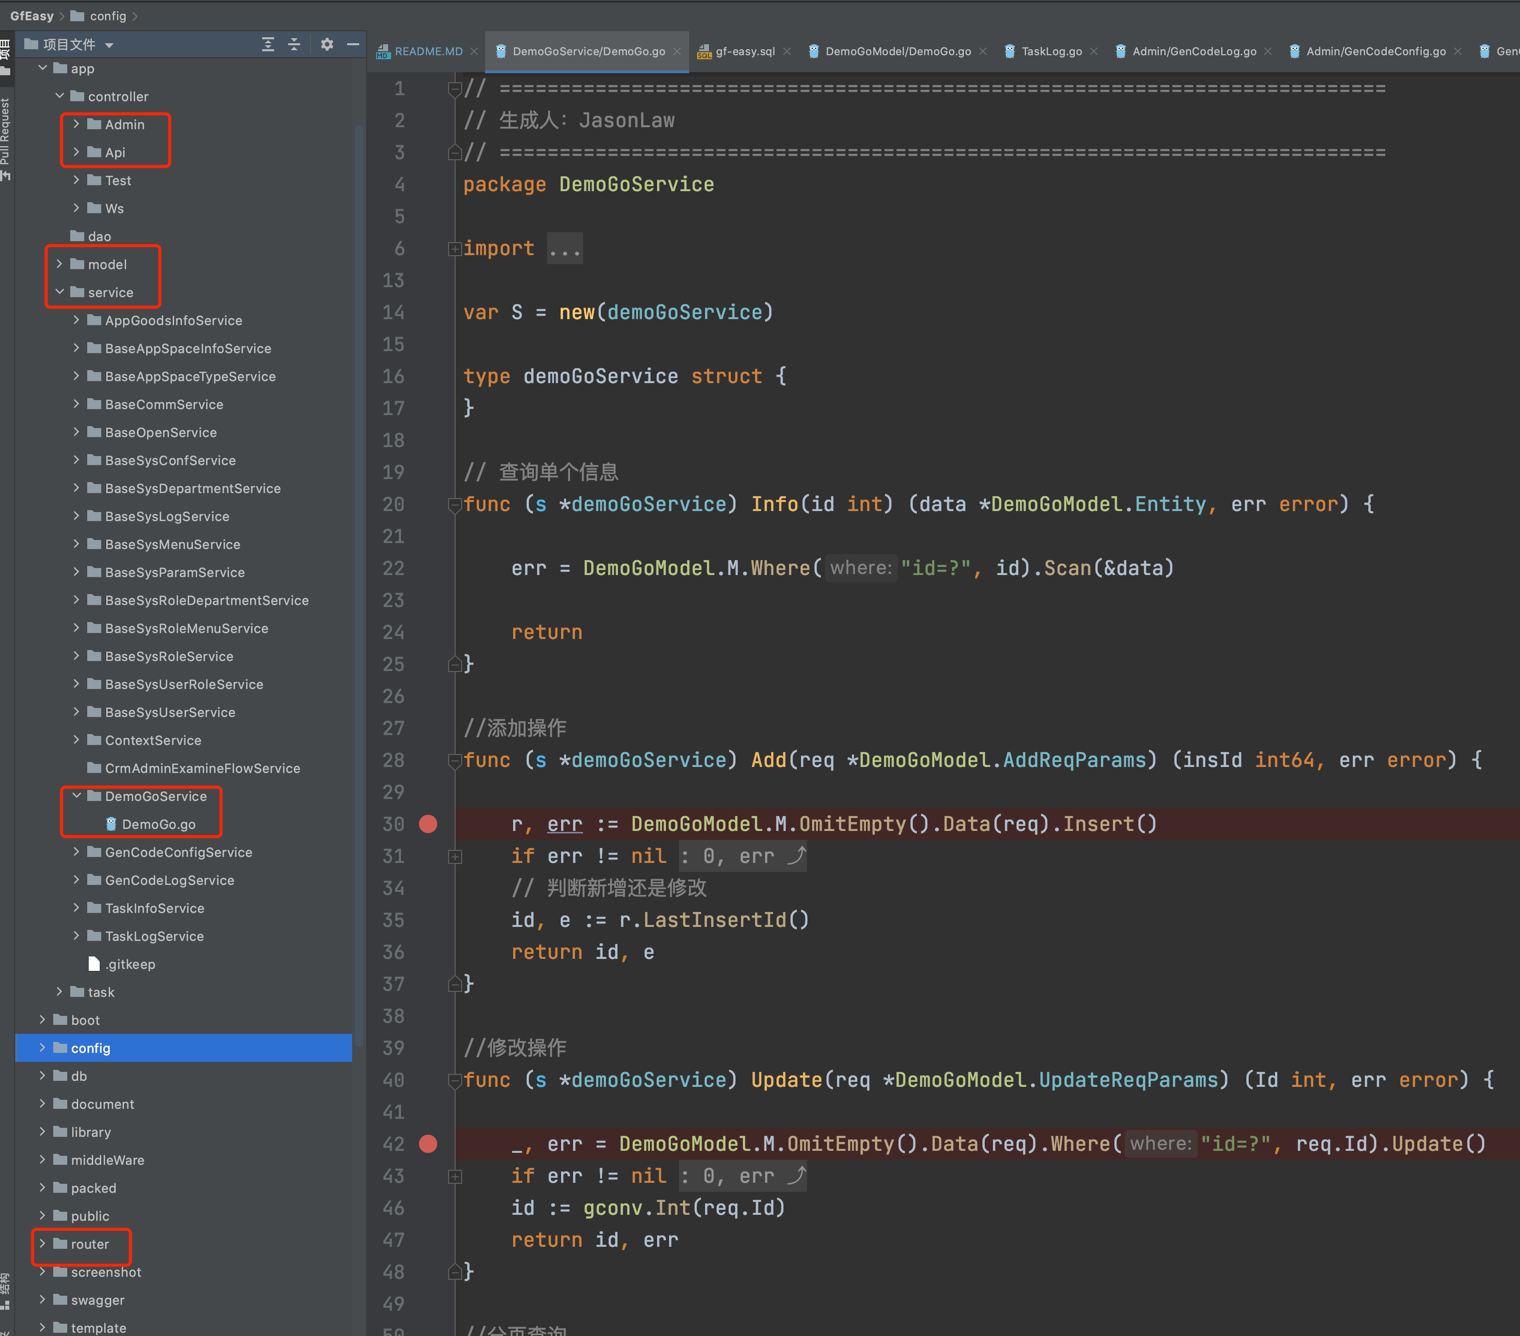 GfEasy
config
项目文件
README.MD
DemoGoService/DemoGo.go
gf-easy.sql
DemoGoModel/DemoGo.go
TaskLog.go
Admin/GenCodeLog.go
Admin/GenCodeConfig.go
项目
Pull Request
结构
app
controller
Admin
Api
Test
Ws
dao
model
service
AppGoodsInfoService
BaseAppSpaceInfoService
BaseAppSpaceTypeService
BaseCommService
BaseOpenService
BaseSysConfService
BaseSysDepartmentService
BaseSysLogService
BaseSysMenuService
BaseSysParamService
BaseSysRoleDepartmentService
BaseSysRoleMenuService
BaseSysRoleService
BaseSysUserRoleService
BaseSysUserService
ContextService
CrmAdminExamineFlowService
DemoGoService
DemoGo.go
GenCodeConfigService
GenCodeLogService
TaskInfoService
TaskLogService
.gitkeep
task
boot
config
db
document
library
middleWare
packed
public
router
screenshot
swagger
template
1 // ==========================================================================
2 // 生成人：JasonLaw
3 // ==========================================================================
4 package DemoGoService
5
6 import ...
13
14 var S = new(demoGoService)
15
16 type demoGoService struct {
17 }
18
19 // 查询单个信息
20 func (s *demoGoService) Info(id int) (data *DemoGoModel.Entity, err error) {
21
22 err = DemoGoModel.M.Where( where: "id=?", id).Scan(&data)
23
24 return
25 }
26
27 //添加操作
28 func (s *demoGoService) Add(req *DemoGoModel.AddReqParams) (insId int64, err error) {
29
30 r, err := DemoGoModel.M.OmitEmpty().Data(req).Insert()
31 if err != nil : 0, err ⤴
34 // 判断新增还是修改
35 id, e := r.LastInsertId()
36 return id, e
37 }
38
39 //修改操作
40 func (s *demoGoService) Update(req *DemoGoModel.UpdateReqParams) (Id int, err error) {
41
42 _, err = DemoGoModel.M.OmitEmpty().Data(req).Where( where: "id=?", req.Id).Update()
43 if err != nil : 0, err ⤴
46 id := gconv.Int(req.Id)
47 return id, err
48 }
49
50 //分页查询